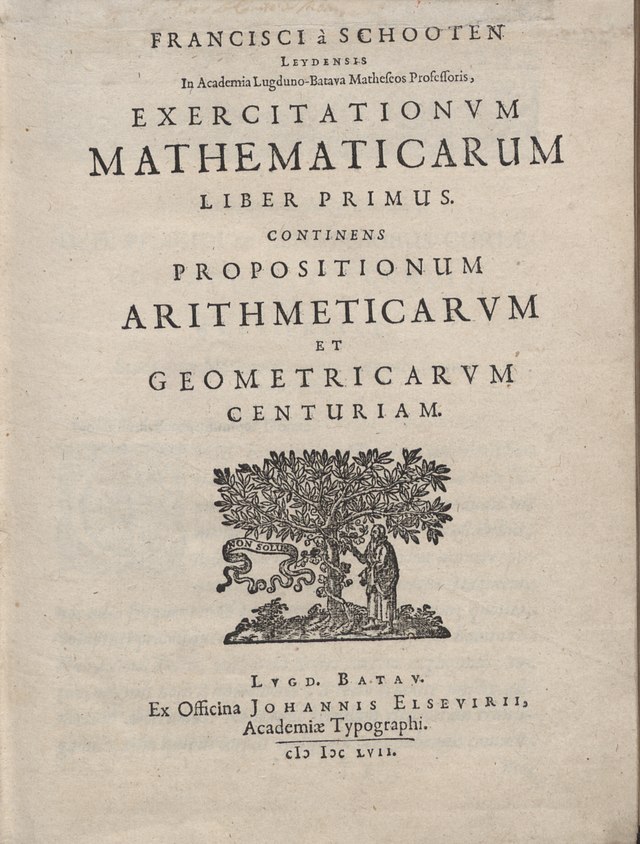 FRANCISCI à SCHOOTEN
LEYDENSIS
In Academia Lugduno-Batava Matheseos Professoris,
EXERCITATIONVM
MATHEMATICARUM
LIBER PRIMUS.
CONTINENS
PROPOSITIONUM
ARITHMETICARVM
ET
GEOMETRICARVM
CENTURIAM.
NON SOLUS
LVGD. BATAV.
Ex Officina JOHANNIS ELSEVIRII,
Academiæ Typographi.
cIↃ IↃc LVII.